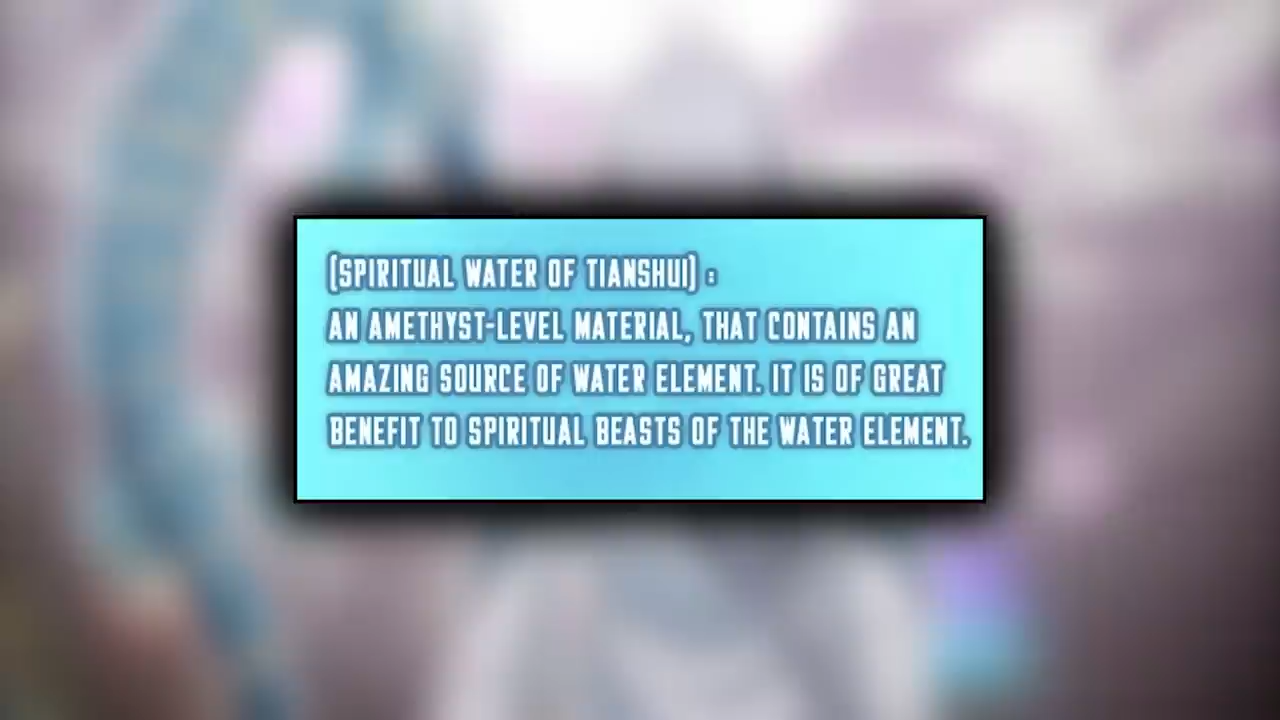 [SPIRITUAL WATER OF TIANSHUI] :
AN AMETHYST-LEVEL MATERIAL, THAT CONTAINS AN
AMAZING SOURCE OF WATER ELEMENT. IT IS OF GREAT
BENEFIT TO SPIRITUAL BEASTS OF THE WATER ELEMENT.